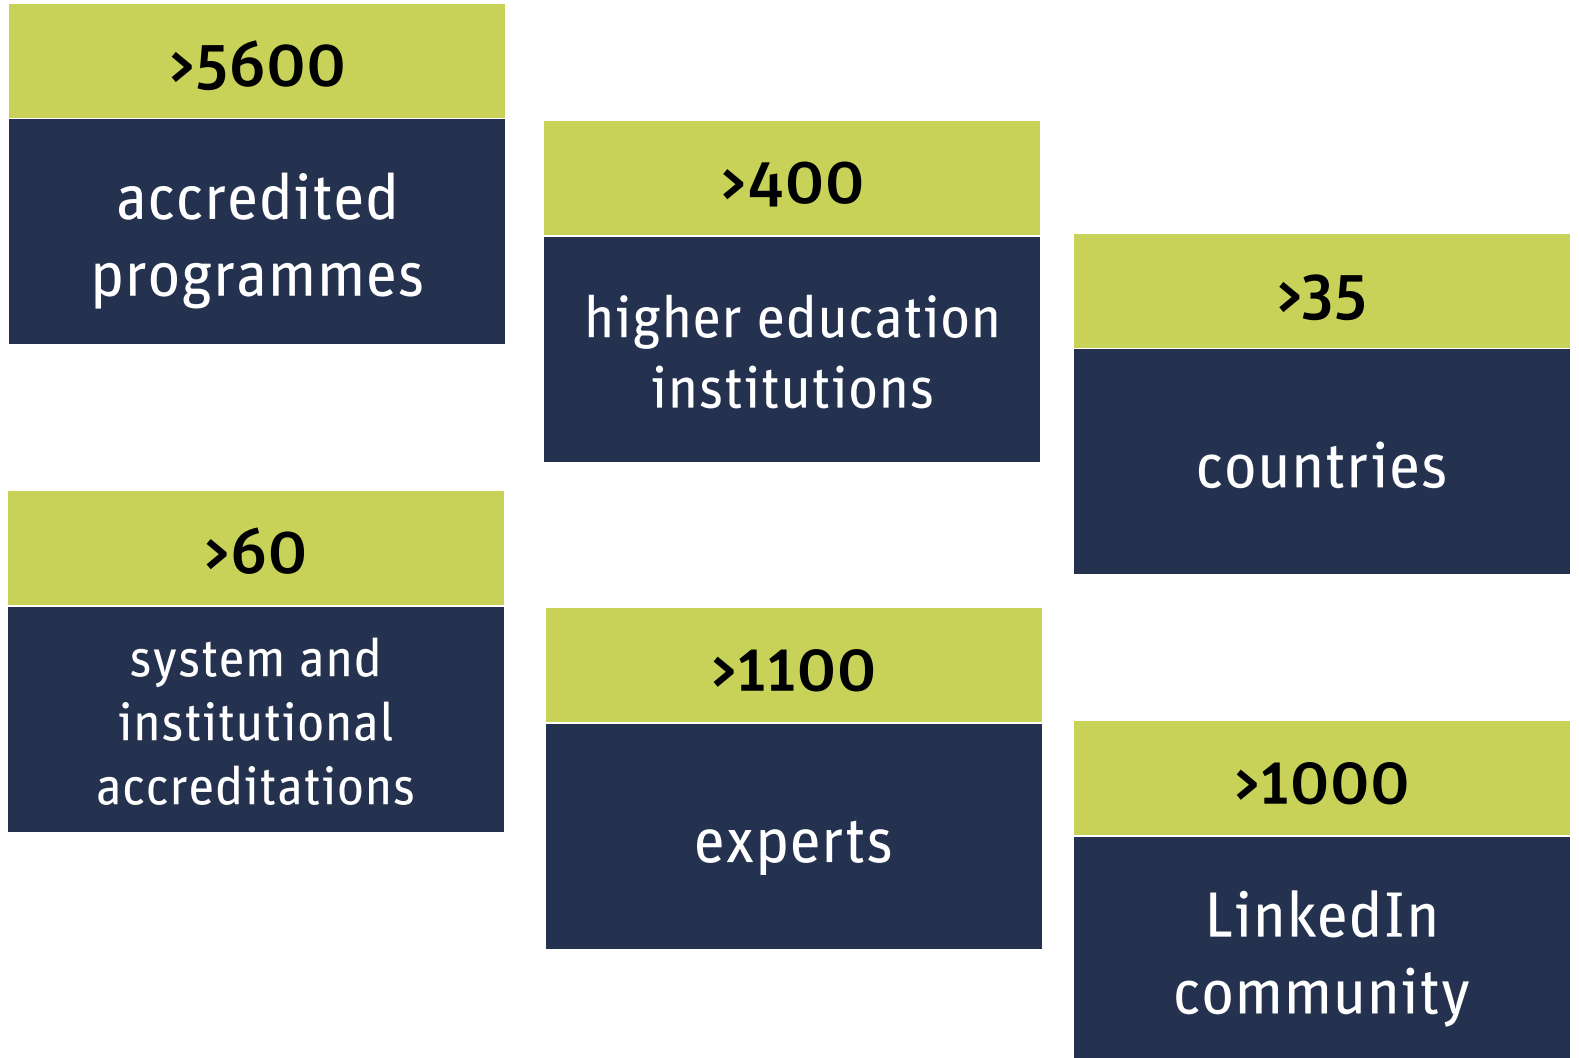 >5600
accredited
programmes
>400
higher education
institutions
>35
countries
>60
system and
institutional
accreditations
>1100
experts
>1000
LinkedIn
community